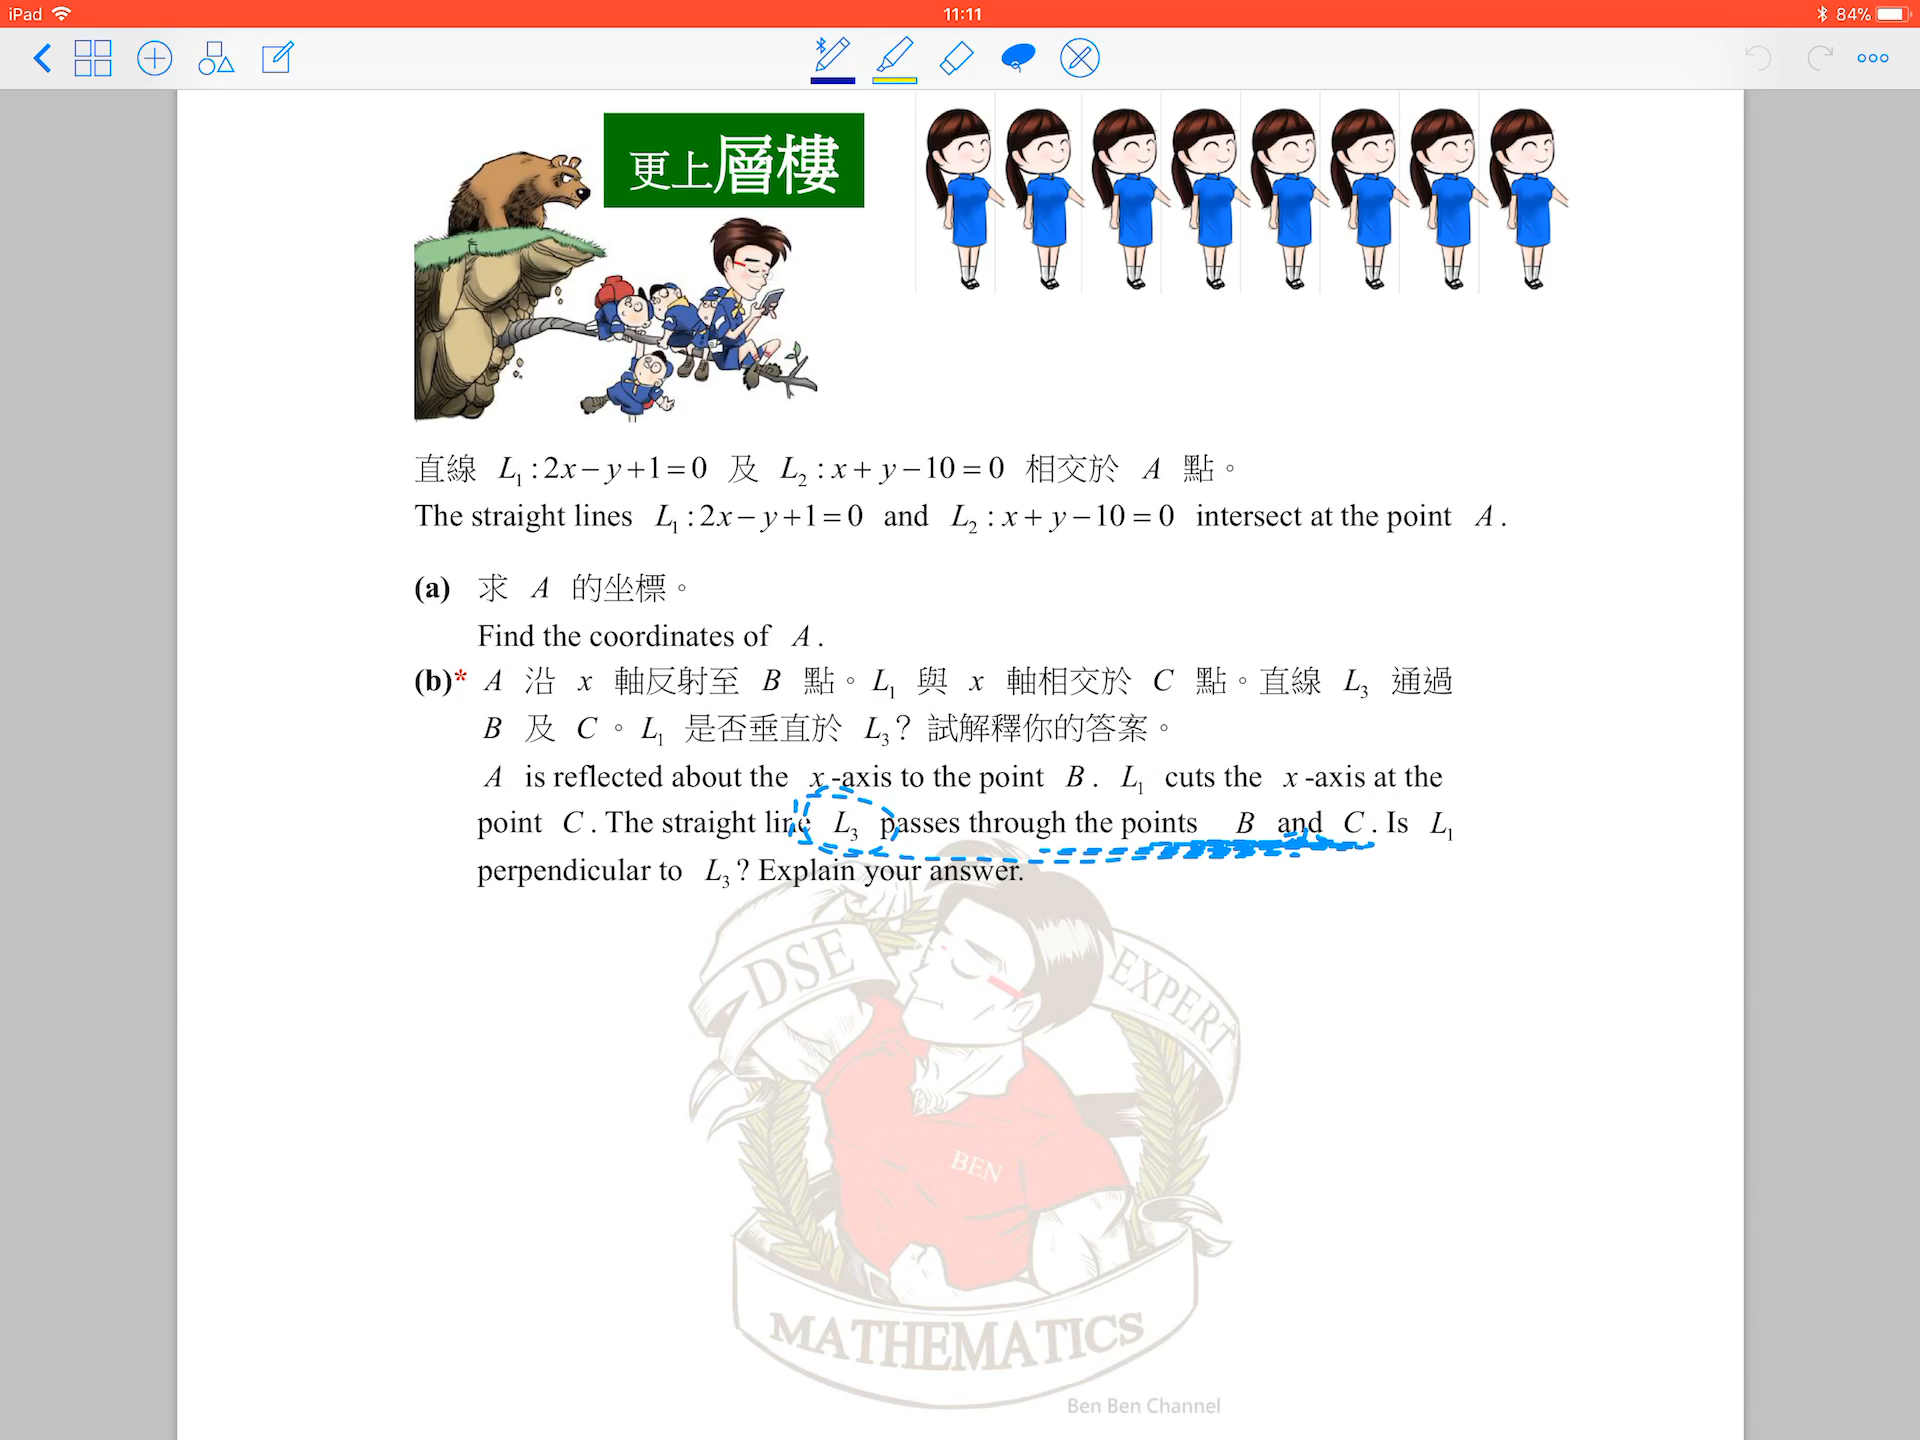 iPad 11:11 84%
更上層樓
直線 L₁ : 2x − y + 1 = 0 及 L₂ : x + y − 10 = 0 相交於 A 點。
The straight lines L₁ : 2x − y + 1 = 0 and L₂ : x + y − 10 = 0 intersect at the point A.
(a) 求 A 的坐標。
Find the coordinates of A.
(b)* A 沿 x 軸反射至 B 點。L₁ 與 x 軸相交於 C 點。直線 L₃ 通過
B 及 C。L₁ 是否垂直於 L₃？試解釋你的答案。
A is reflected about the x-axis to the point B. L₁ cuts the x-axis at the
point C. The straight line L₃ passes through the points B and C. Is L₁
perpendicular to L₃? Explain your answer.
DSE EXPERT
BEN
MATHEMATICS
Ben Ben Channel